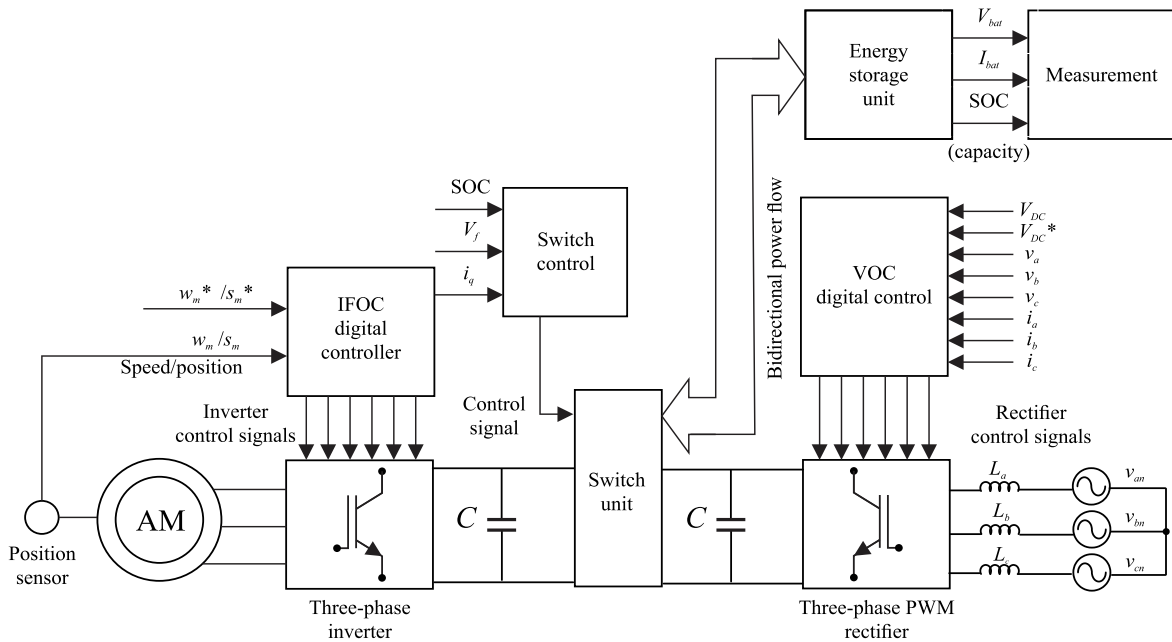 V_bat
Energy
storage
unit
I_bat
Measurement
SOC
(capacity)
SOC
V_f
i_q
Switch
control
Bidirectional power flow
VOC
digital control
V_DC
V_DC*
v_a
v_b
v_c
i_a
i_b
i_c
w_m* /s_m*
w_m/s_m
Speed/position
IFOC
digital
controller
Inverter
control signals
Control
signal
Rectifier
control signals
AM
Position
sensor
C
Switch
unit
C
L_a
L_b
v_an
v_bn
v_cn
Three-phase
inverter
Three-phase PWM
rectifier